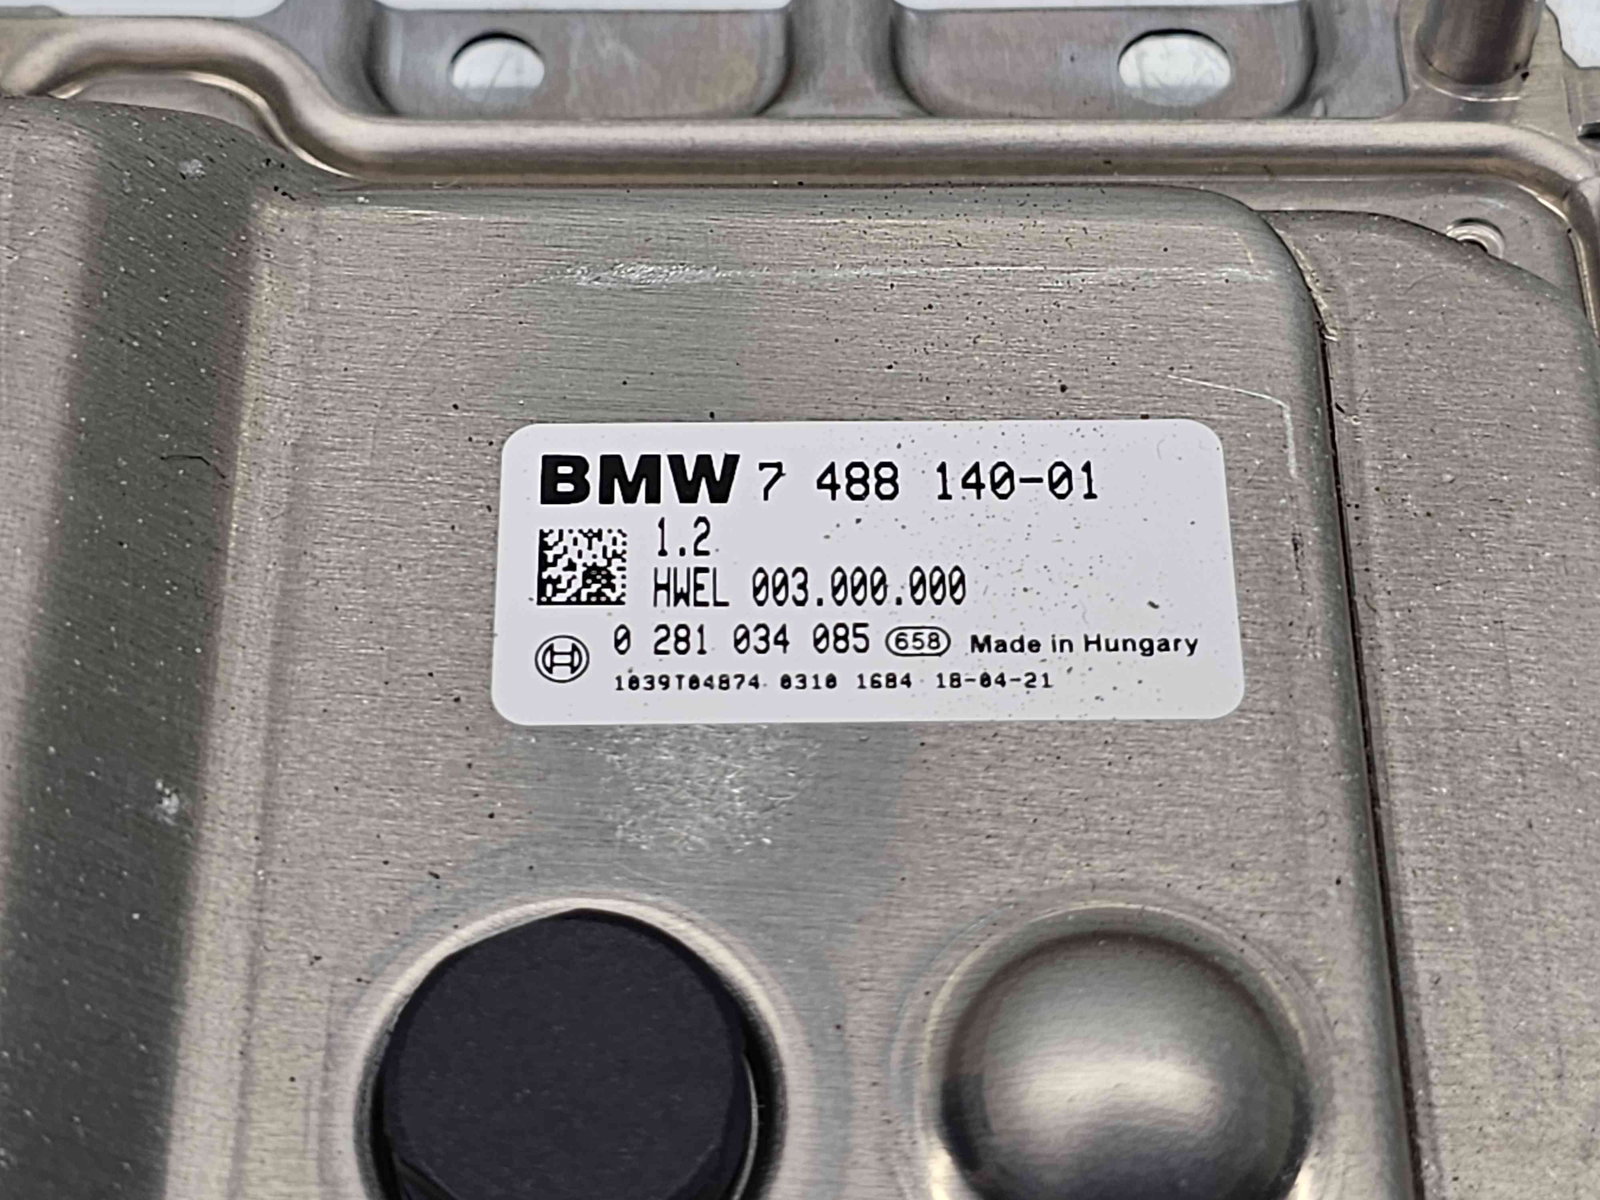 BMW 7 488 140-01
1.2
HWEL 003.000.000
0 281 034 085 658 Made in Hungary
1039T04874 0310 1684 18-04-21